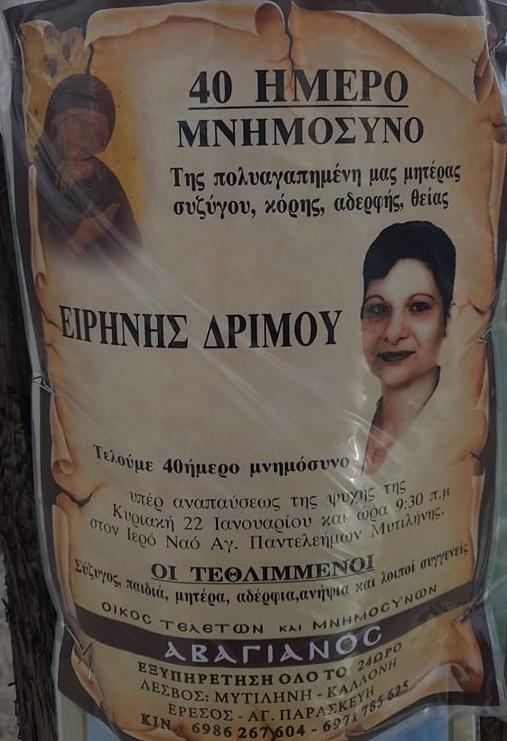 40 ΗΜΕΡΟ
ΜΝΗΜΟΣΥΝΟ
Της πολυαγαπημένη μας μητέρας
συζύγου, κόρης, αδερφής, θείας
ΕΙΡΗΝΗΣ ΔΡΙΜΟΥ
Τελούμε 40ήμερο μνημόσυνο
υπέρ αναπαύσεως της ψυχής της
Κυριακή 22 Ιανουαρίου και ώρα 9:30 π.μ
στον Ιερό Ναό Αγ. Παντελεήμων Μυτιλήνης.
ΟΙ ΤΕΘΛΙΜΜΕΝΟΙ
Σύζυγος, παιδιά, μητέρα, αδέρφια,ανήψια και λοιποί συγγενείς
ΟΙΚΟΣ ΤΕΛΕΤΩΝ ΚΑΙ ΜΝΗΜΟΣΥΝΩΝ
ΑΒΑΓΙΑΝΟΣ
ΕΞΥΠΗΡΕΤΗΣΗ ΟΛΟ ΤΟ 24ΩΡΟ
ΛΕΣΒΟΣ: ΜΥΤΙΛΗΝΗ - ΚΑΛΛΟΝΗ
ΕΡΕΣΟΣ - ΑΓ. ΠΑΡΑΣΚΕΥΗ
ΚΙΝ.: 6986 267 604 - 6971 785 625